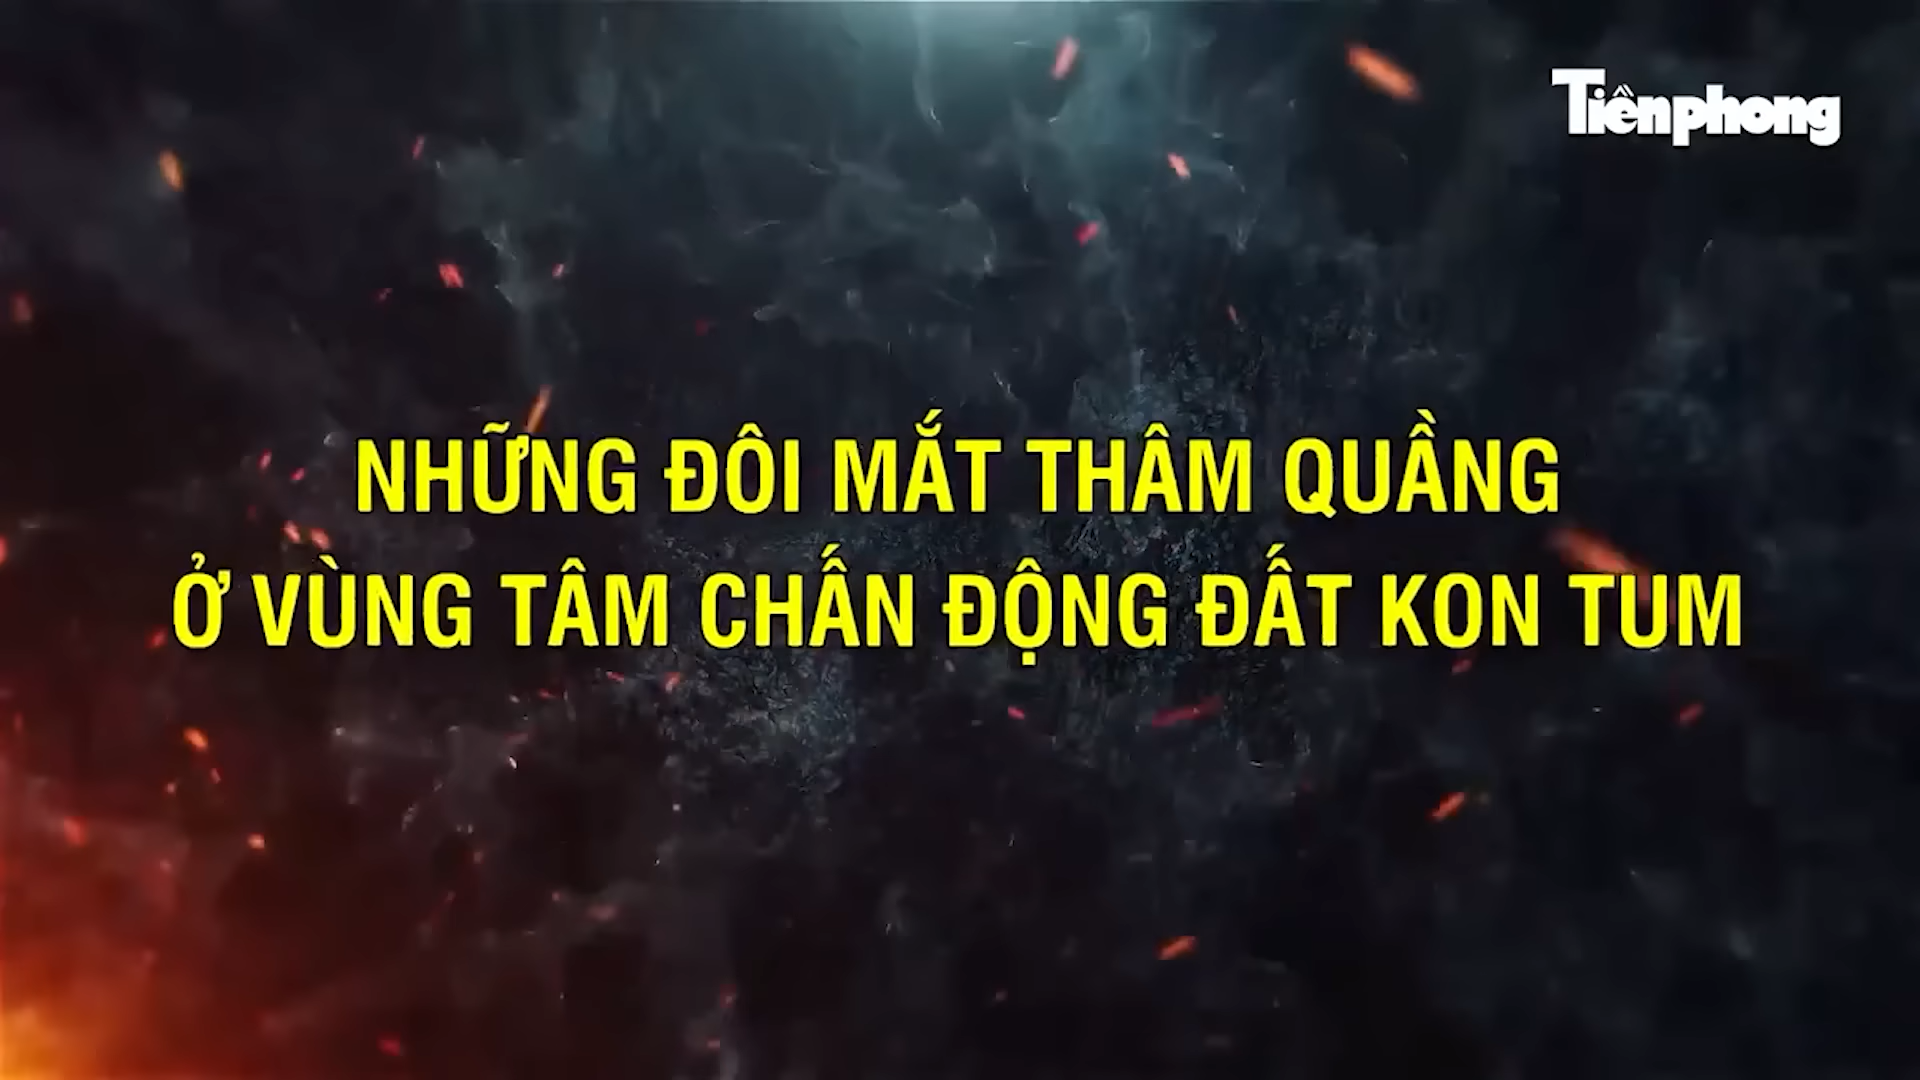 Tiềnphong
NHỮNG ĐÔI MẮT THÂM QUẦNG
Ở VÙNG TÂM CHẤN ĐỘNG ĐẤT KON TUM